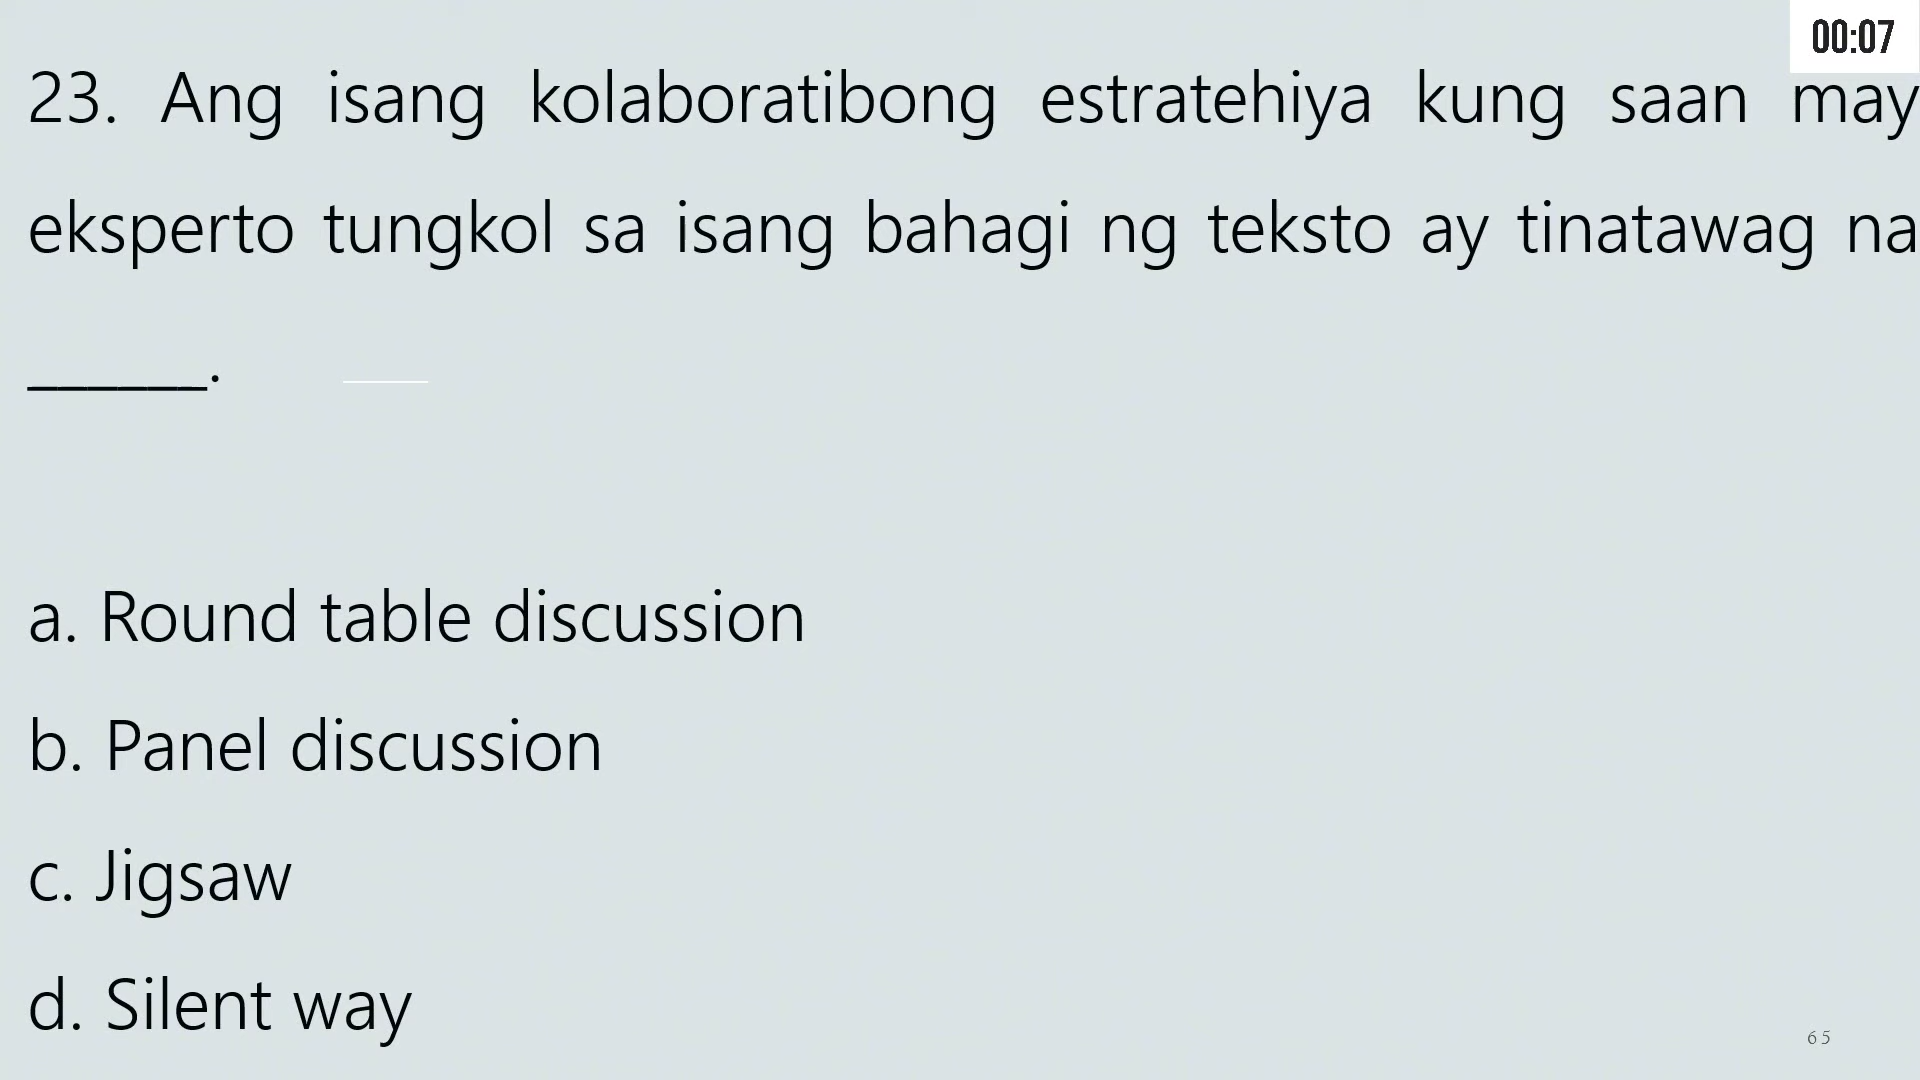 00:07
23. Ang isang kolaboratibong estratehiya kung saan may
eksperto tungkol sa isang bahagi ng teksto ay tinatawag na
______.
a. Round table discussion
b. Panel discussion
c. Jigsaw
d. Silent way
65